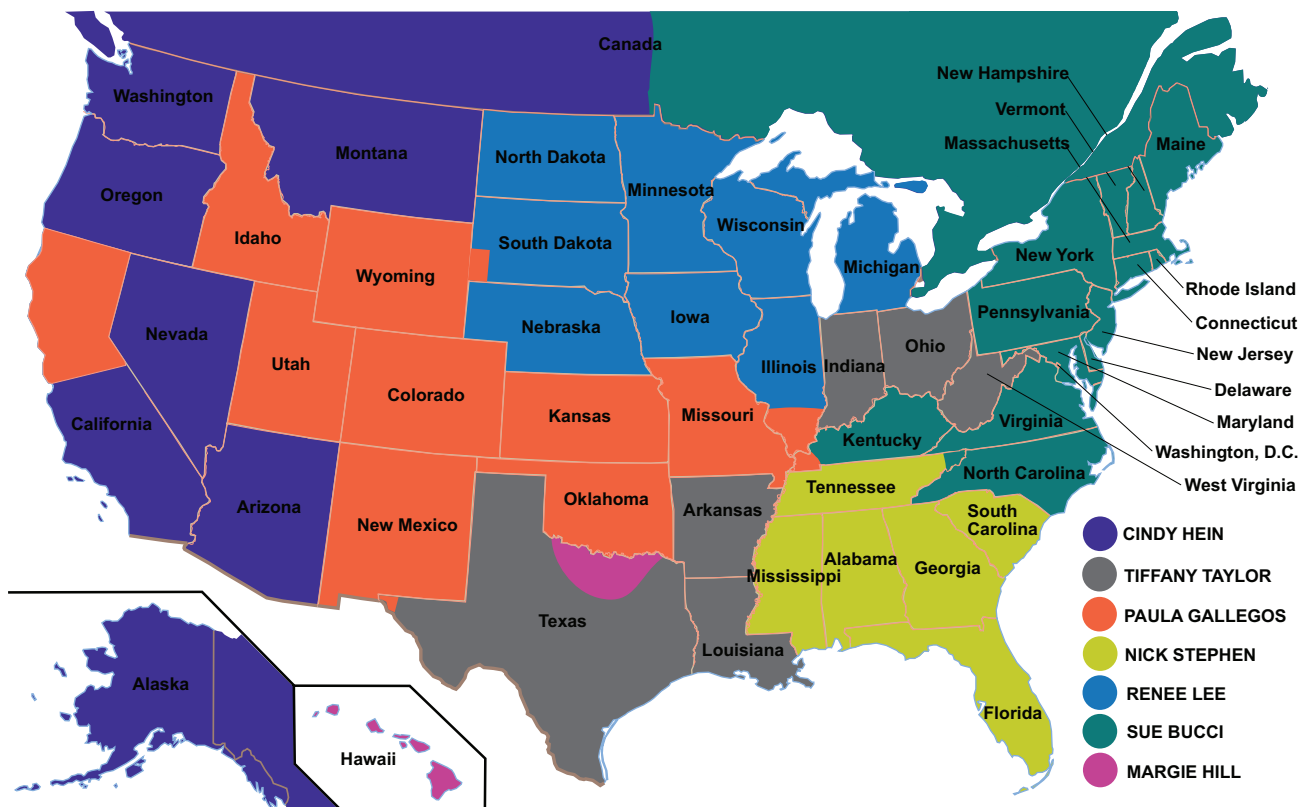 Canada
New Hampshire
Washington
Vermont
Massachusetts
Maine
Montana
North Dakota
Minnesota
Oregon
Wisconsin
Idaho
South Dakota
Michigan
New York
Wyoming
Rhode Island
Pennsylvania
Iowa
Connecticut
Nevada
Nebraska
Ohio
New Jersey
Utah
Illinois
Indiana
Colorado
Delaware
Kansas
Missouri
California
Virginia
Maryland
Kentucky
Washington, D.C.
North Carolina
West Virginia
Tennessee
Oklahoma
Arizona
Arkansas
South
Carolina
New Mexico
Alabama
Mississippi
Georgia
Texas
Louisiana
Alaska
Florida
Hawaii
CINDY HEIN
TIFFANY TAYLOR
PAULA GALLEGOS
NICK STEPHEN
RENEE LEE
SUE BUCCI
MARGIE HILL